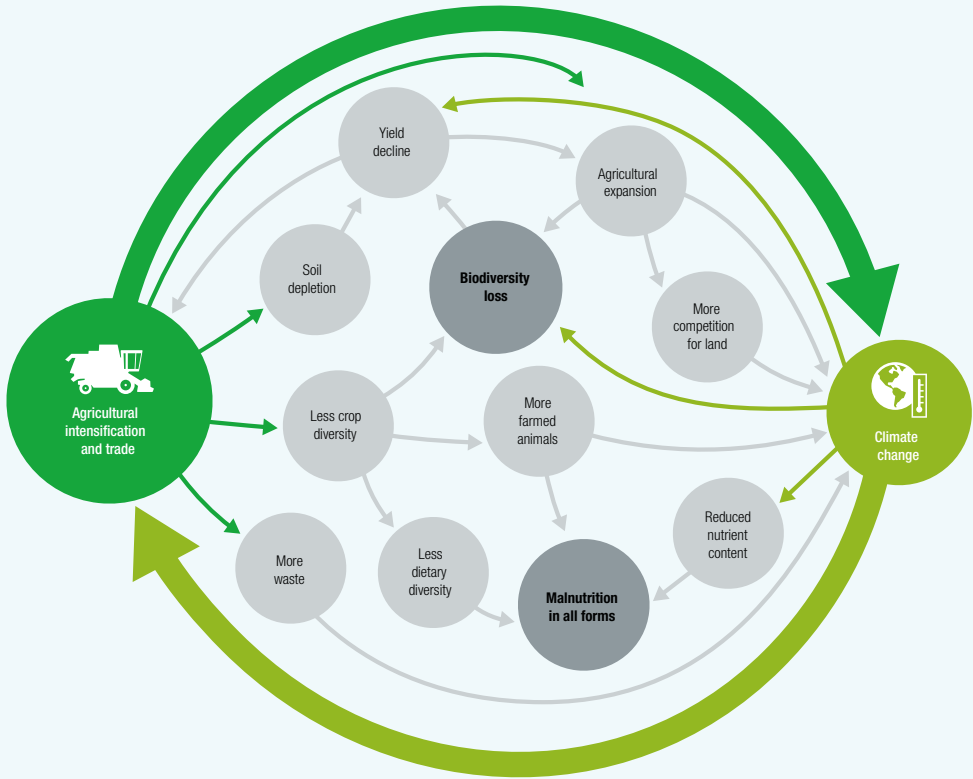 Yield
decline
Agricultural
expansion
Soil
depletion
Biodiversity
loss
More
competition
for land
Agricultural
intensification
and trade
Less crop
diversity
More
farmed
animals
Climate
change
Reduced
nutrient
content
More
waste
Less
dietary
diversity
Malnutrition
in all forms